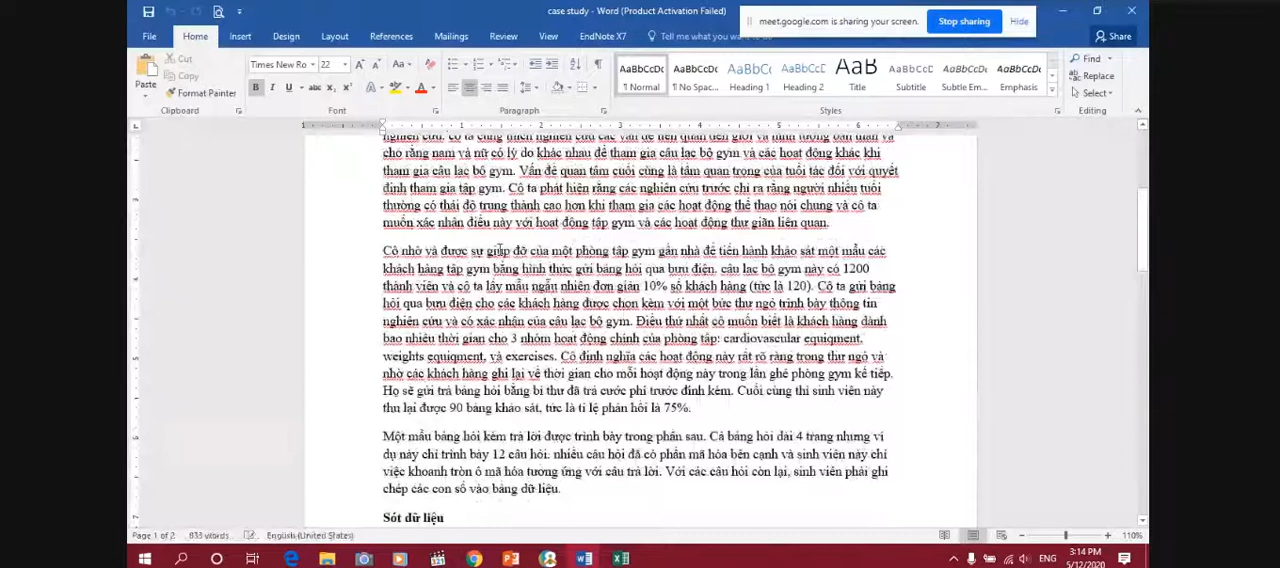 case study - Word (Product Activation Failed)
meet.google.com is sharing your screen.
Stop sharing
Hide
File
Home
Insert
Design
Layout
References
Mailings
Review
View
EndNote X7
Tell me what you want to do
Share
Paste
Cut
Copy
Format Painter
Clipboard
Times New Ro
22
Font
Paragraph
AaBbCcDc
¶ Normal
AaBbCcDc
¶ No Spac...
AaBbCc
Heading 1
AaBbCcC
Heading 2
AaB
Title
AaBbCcC
Subtitle
AaBbCcDc
Subtle Em...
AaBbCcDc
Emphasis
Styles
Find
Replace
Select
Editing
nghiên cứu. cô ta cũng thích nghiên cứu các vấn đề liên quan đến giới và hình tượng bản thân và
cho rằng nam và nữ có lý do khác nhau để tham gia câu lạc bộ gym và các hoạt động khác khi
tham gia câu lạc bộ gym. Vấn đề quan tâm cuối cùng là tầm quan trọng của tuổi tác đối với quyết
định tham gia tập gym. Cô ta phát hiện rằng các nghiên cứu trước chỉ ra rằng người nhiều tuổi
thường có thái độ trung thành cao hơn khi tham gia các hoạt động thể thao nói chung và cô ta
muốn xác nhận điều này với hoạt động tập gym và các hoạt động thư giãn liên quan.
Cô nhờ và được sự giúp đỡ của một phòng tập gym gần nhà để tiến hành khảo sát một mẫu các
khách hàng tập gym bằng hình thức gửi bảng hỏi qua bưu điện. câu lạc bộ gym này có 1200
thành viên và cô ta lấy mẫu ngẫu nhiên đơn giản 10% số khách hàng (tức là 120). Cô ta gửi bảng
hỏi qua bưu điện cho các khách hàng được chọn kèm với một bức thư ngỏ trình bày thông tin
nghiên cứu và có xác nhận của câu lạc bộ gym. Điều thứ nhất cô muốn biết là khách hàng dành
bao nhiêu thời gian cho 3 nhóm hoạt động chính của phòng tập: cardiovascular equiqment,
weights equiqment, và exercises. Cô định nghĩa các hoạt động này rất rõ ràng trong thư ngỏ và
nhờ các khách hàng ghi lại về thời gian cho mỗi hoạt động này trong lần ghé phòng gym kế tiếp.
Họ sẽ gửi trả bảng hỏi bằng bì thư đã trả cước phí trước đính kèm. Cuối cùng thì sinh viên này
thu lại được 90 bảng khảo sát, tức là tỉ lệ phản hồi là 75%.
Một mẫu bảng hỏi kèm trả lời được trình bày trong phần sau. Cả bảng hỏi dài 4 trang nhưng ví
dụ này chỉ trình bày 12 câu hỏi. nhiều câu hỏi đã có phần mã hóa bên cạnh và sinh viên này chỉ
việc khoanh tròn ô mã hóa tương ứng với câu trả lời. Với các câu hỏi còn lại, sinh viên phải ghi
chép các con số vào bảng dữ liệu.
Sót dữ liệu
Page 1 of 2
833 words
English (United States)
110%
ENG
3:14 PM
5/12/2020